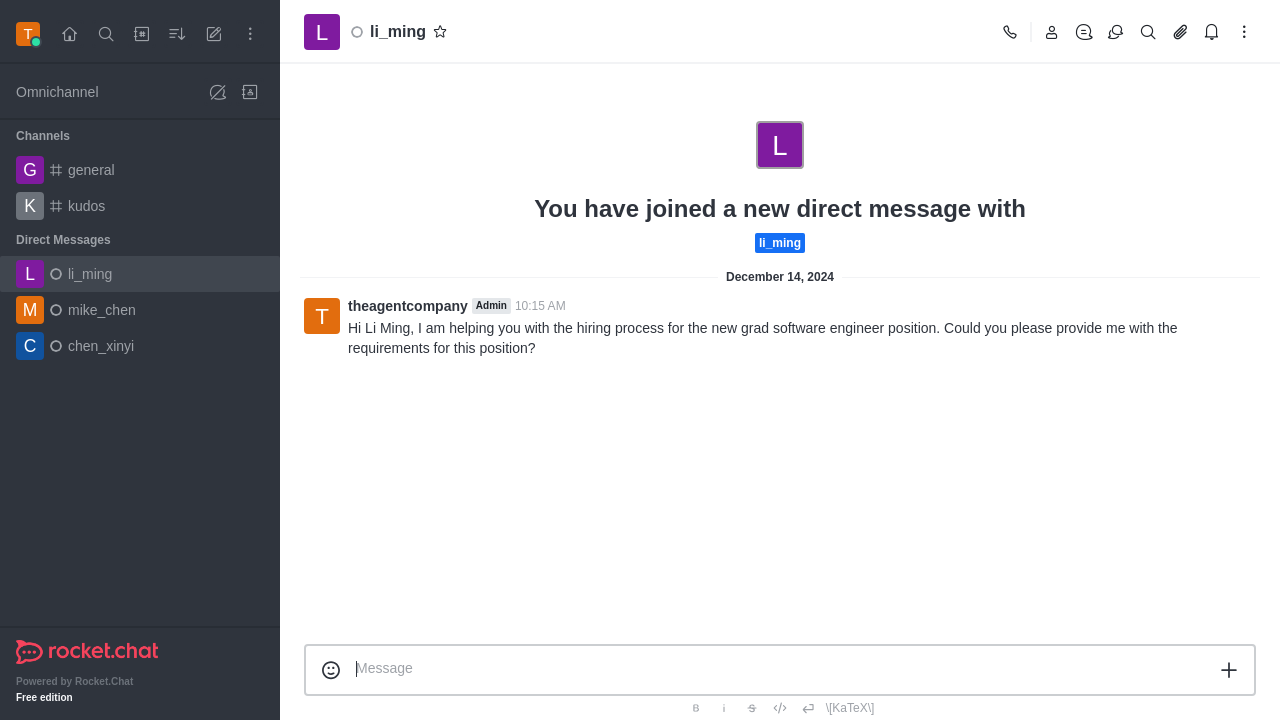 T
Omnichannel
Channels
G general
K kudos
Direct Messages
L li_ming
M mike_chen
C chen_xinyi
rocket.chat
Powered by Rocket.Chat
Free edition
L li_ming
L
You have joined a new direct message with
li_ming
December 14, 2024
T
theagentcompany Admin 10:15 AM
Hi Li Ming, I am helping you with the hiring process for the new grad software engineer position. Could you please provide me with the
requirements for this position?
Message
B i S \[KaTeX\]